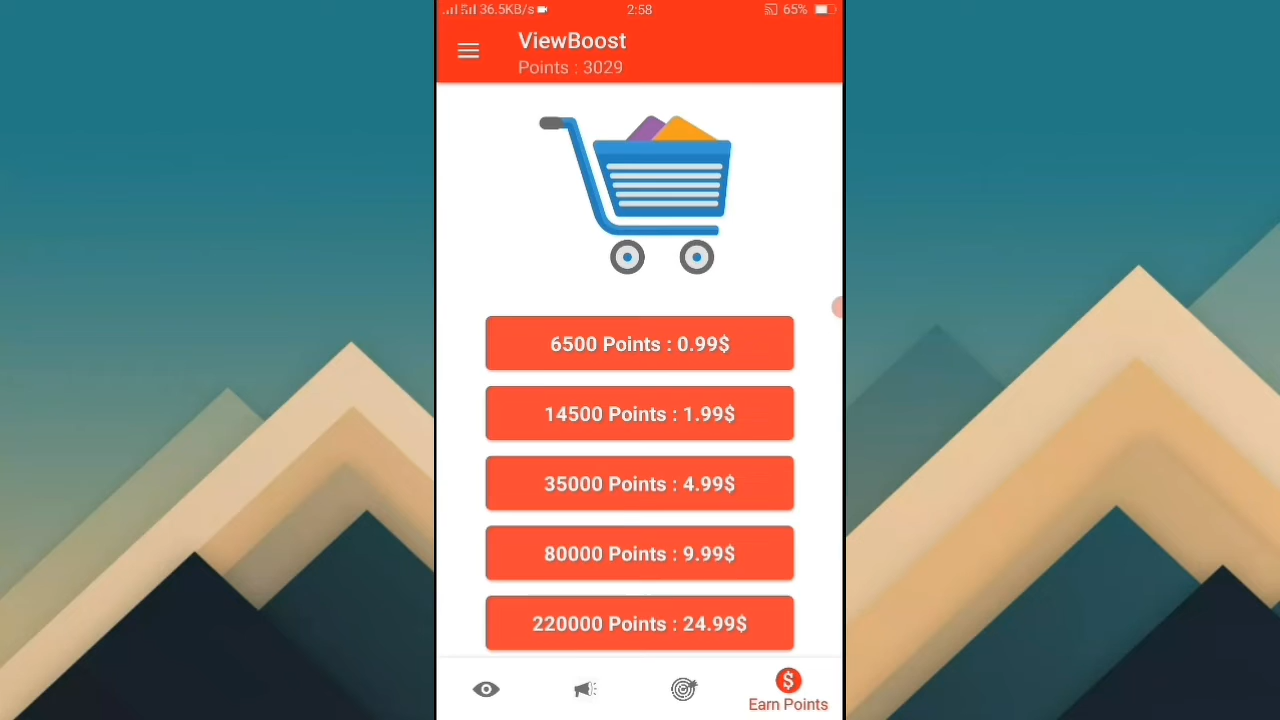 36.5KB/s 2:58 65%
ViewBoost
Points : 3029
6500 Points : 0.99$
14500 Points : 1.99$
35000 Points : 4.99$
80000 Points : 9.99$
220000 Points : 24.99$
$
Earn Points